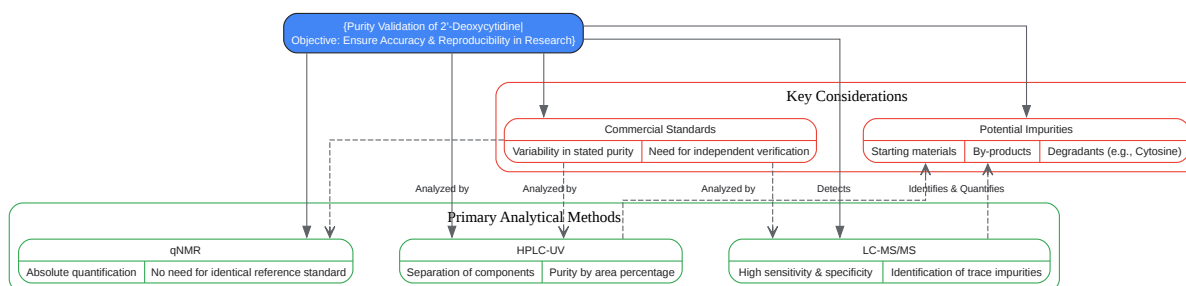 {Purity Validation of 2'-Deoxycytidine|
Objective: Ensure Accuracy & Reproducibility in Research}
Key Considerations
Commercial Standards
Variability in stated purity
Need for independent verification
Potential Impurities
Starting materials
By-products
Degradants (e.g., Cytosine)
Analyzed by
Analyzed by
Analyzed by
Detects
Identifies & Quantifies
Primary Analytical Methods
qNMR
Absolute quantification
No need for identical reference standard
HPLC-UV
Separation of components
Purity by area percentage
LC-MS/MS
High sensitivity & specificity
Identification of trace impurities